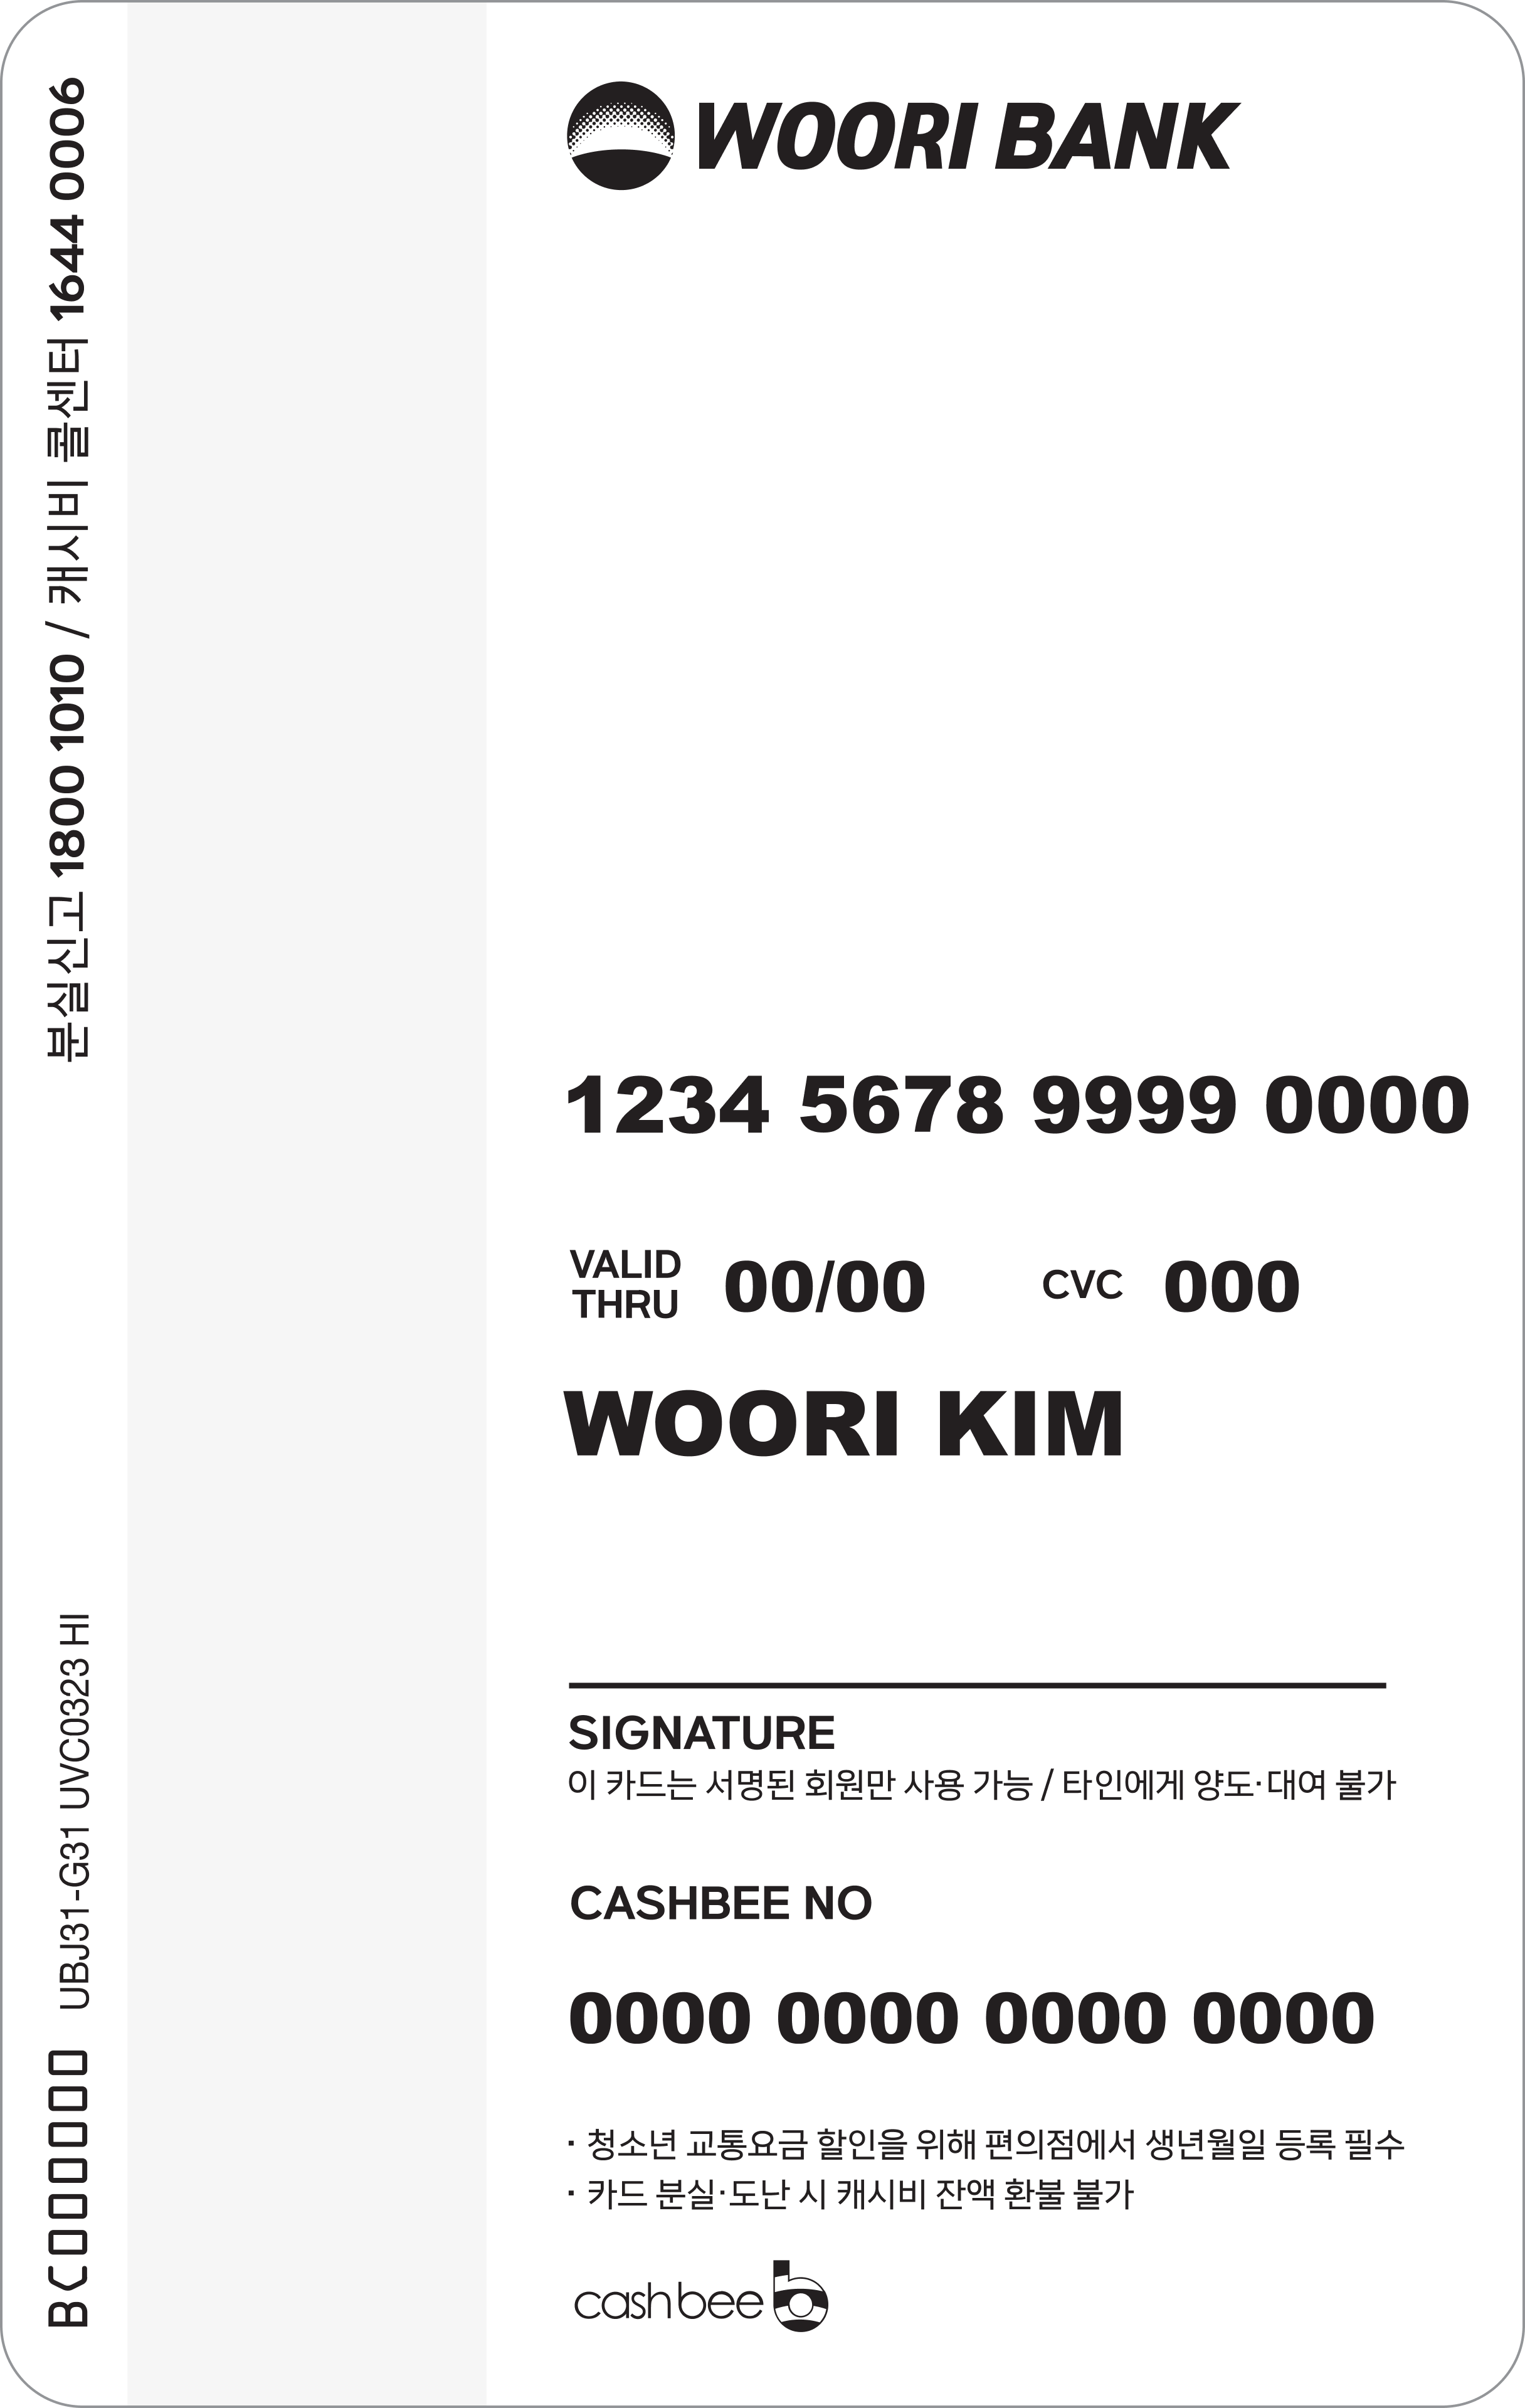 분실신고 1800 1010 / 캐시비 콜센터 1644 0006
BC000000 UBJ31-G31 UVC0323 HI
WOORI BANK
1234 5678 9999 0000
VALID THRU 00/00 CVC 000
WOORI KIM
SIGNATURE
이 카드는 서명된 회원만 사용 가능 / 타인에게 양도·대여 불가
CASHBEE NO
0000 0000 0000 0000
· 청소년 교통요금 할인을 위해 편의점에서 생년월일 등록 필수
· 카드 분실·도난 시 캐시비 잔액 환불 불가
cashbee b